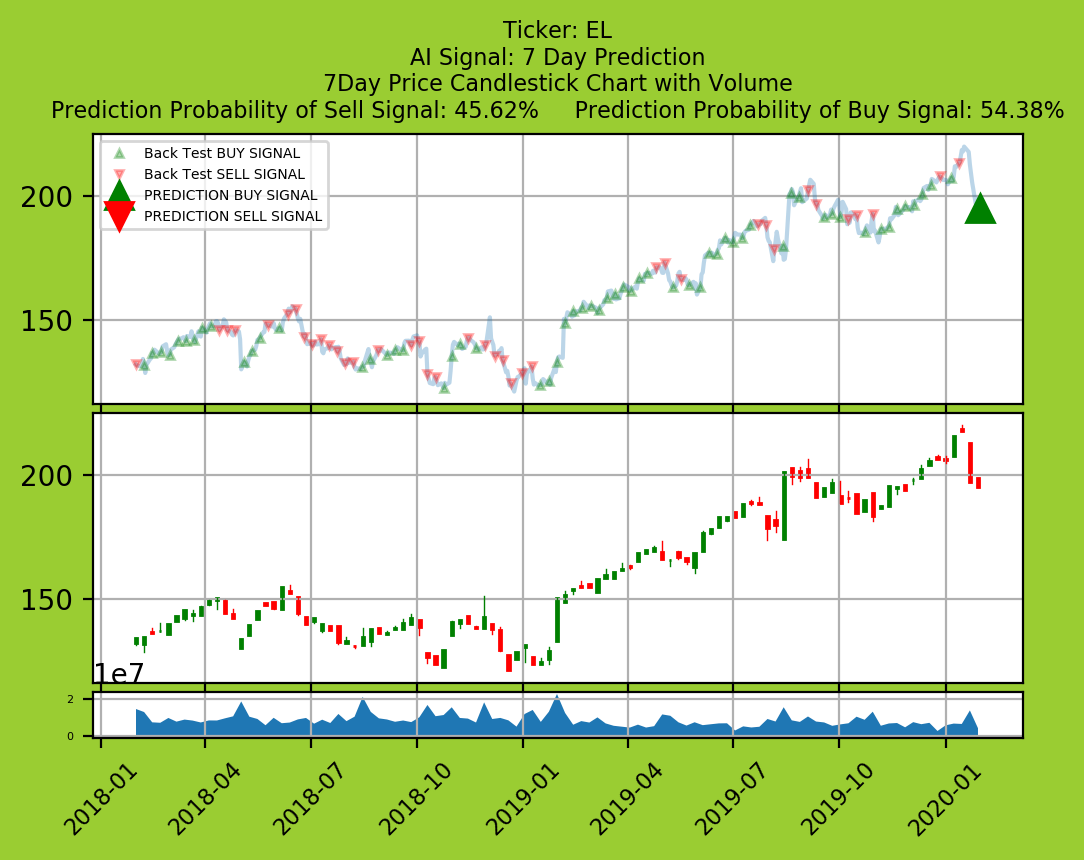 Ticker: EL
AI Signal: 7 Day Prediction
7Day Price Candlestick Chart with Volume
Prediction Probability of Sell Signal: 45.62% Prediction Probability of Buy Signal: 54.38%
Back Test BUY SIGNAL
Back Test SELL SIGNAL
PREDICTION BUY SIGNAL
PREDICTION SELL SIGNAL
200
150
200
150
1e7
2
0
2018-01 2018-04 2018-07 2018-10 2019-01 2019-04 2019-07 2019-10 2020-01